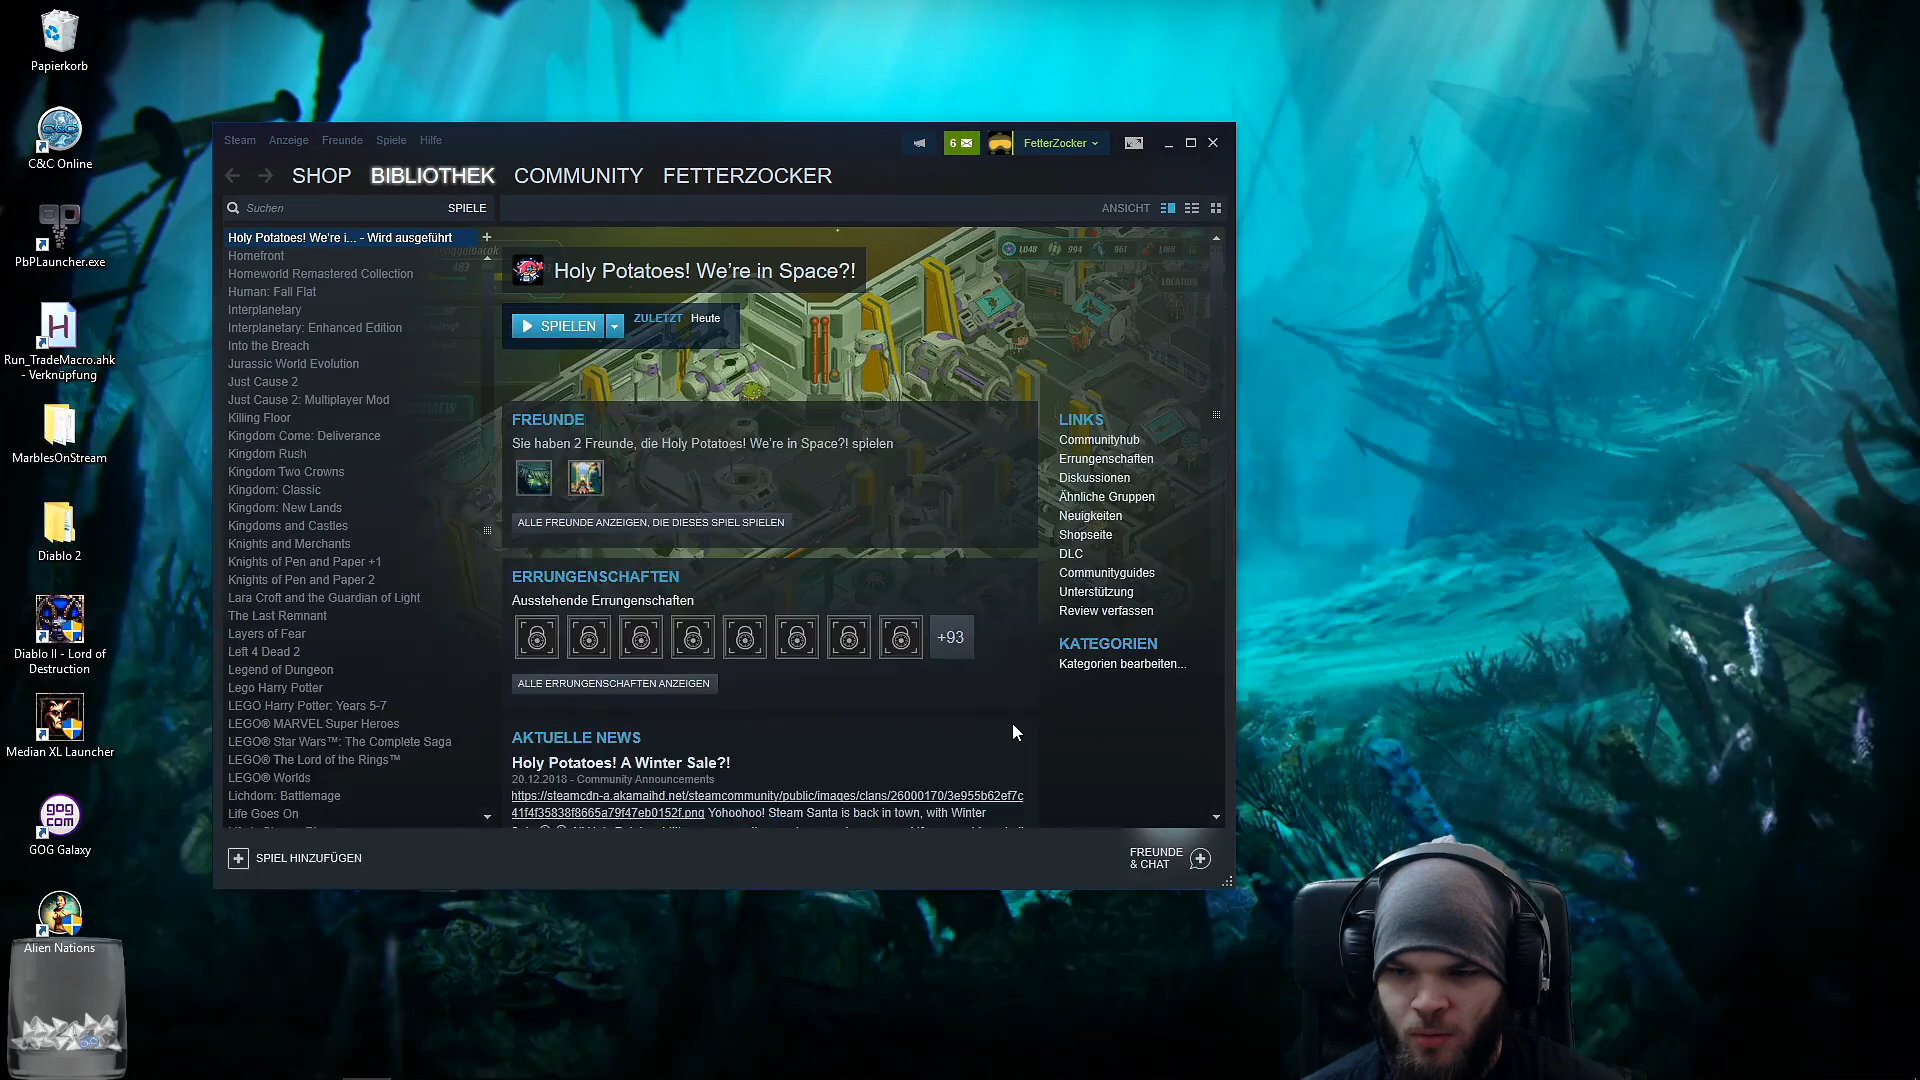 Papierkorb
C&C Online
PbPLauncher.exe
Run_TradeMacro.ahk
- Verknüpfung
MarblesOnStream
Diablo 2
Diablo II - Lord of
Destruction
Median XL Launcher
GOG Galaxy
Alien Nations
Steam Anzeige Freunde Spiele Hilfe
6 FetterZocker
SHOP BIBLIOTHEK COMMUNITY FETTERZOCKER
Suchen SPIELE ANSICHT
Holy Potatoes! We're i... - Wird ausgeführt
Homefront
Homeworld Remastered Collection
Human: Fall Flat
Interplanetary
Interplanetary: Enhanced Edition
Into the Breach
Jurassic World Evolution
Just Cause 2
Just Cause 2: Multiplayer Mod
Killing Floor
Kingdom Come: Deliverance
Kingdom Rush
Kingdom Two Crowns
Kingdom: Classic
Kingdom: New Lands
Kingdoms and Castles
Knights and Merchants
Knights of Pen and Paper +1
Knights of Pen and Paper 2
Lara Croft and the Guardian of Light
The Last Remnant
Layers of Fear
Left 4 Dead 2
Legend of Dungeon
Lego Harry Potter
LEGO Harry Potter: Years 5-7
LEGO® MARVEL Super Heroes
LEGO® Star Wars™: The Complete Saga
LEGO® The Lord of the Rings™
LEGO® Worlds
Lichdom: Battlemage
Life Goes On
Holy Potatoes! We're in Space?!
SPIELEN ZULETZT Heute
1,048 994 961 1,188
LOCATION
FREUNDE
Sie haben 2 Freunde, die Holy Potatoes! We're in Space?! spielen
ALLE FREUNDE ANZEIGEN, DIE DIESES SPIEL SPIELEN
ERRUNGENSCHAFTEN
Ausstehende Errungenschaften
+93
ALLE ERRUNGENSCHAFTEN ANZEIGEN
AKTUELLE NEWS
Holy Potatoes! A Winter Sale?!
20.12.2018 - Community Announcements
https://steamcdn-a.akamaihd.net/steamcommunity/public/images/clans/26000170/3e955b62ef7c
41f4f35838f8665a79f47eb0152f.png Yohoohoo! Steam Santa is back in town, with Winter
LINKS
Communityhub
Errungenschaften
Diskussionen
Ähnliche Gruppen
Neuigkeiten
Shopseite
DLC
Communityguides
Unterstützung
Review verfassen
KATEGORIEN
Kategorien bearbeiten...
SPIEL HINZUFÜGEN
FREUNDE
& CHAT